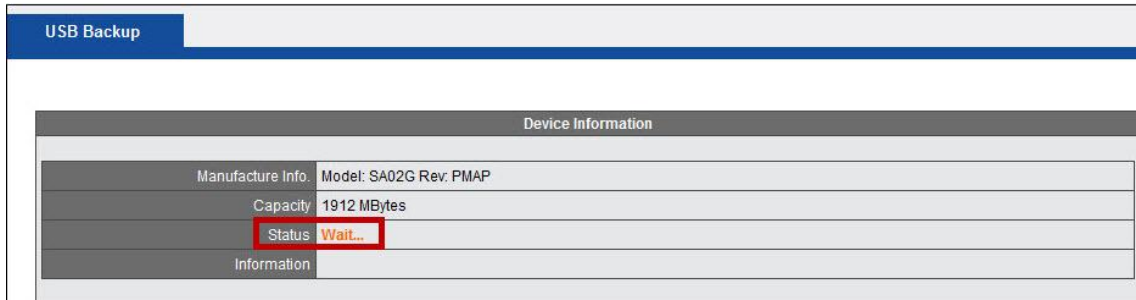 USB Backup
Device Information
Manufacture Info. Model: SA02G Rev: PMAP
Capacity 1912 MBytes
Status Wait...
Information